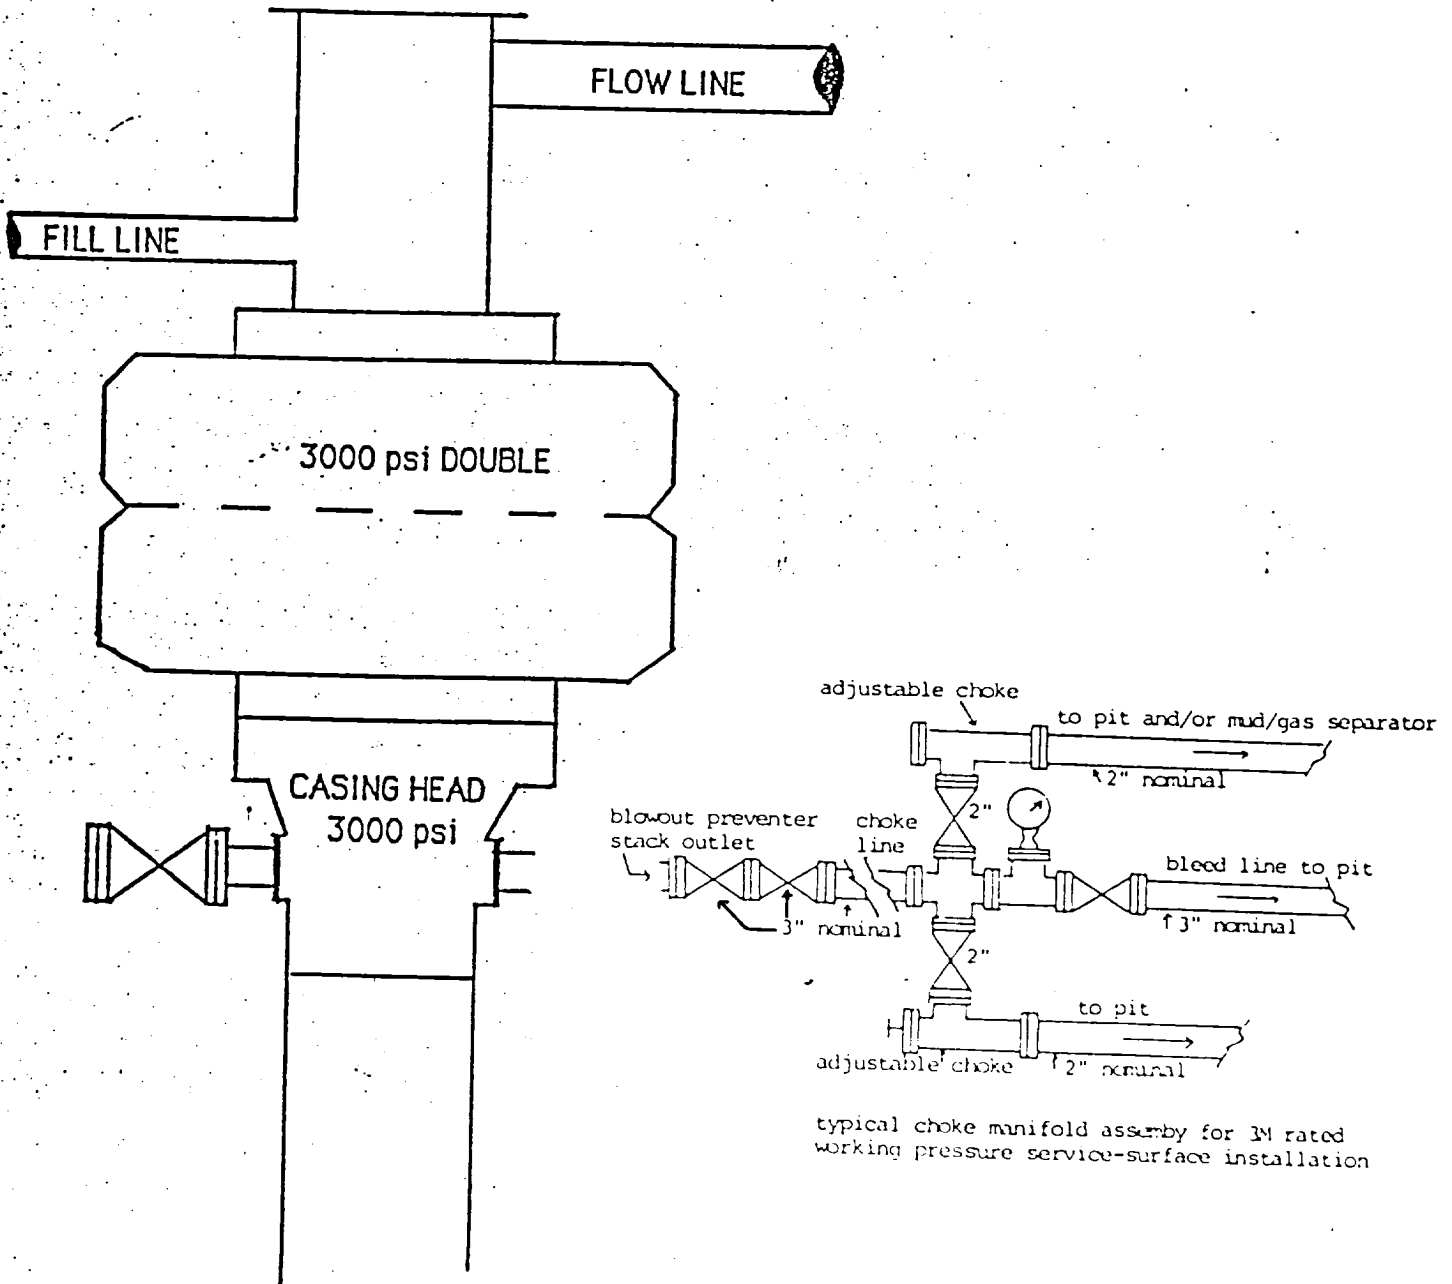 FLOW LINE
FILL LINE
3000 psi DOUBLE
CASING HEAD
3000 psi
adjustable choke
to pit and/or mud/gas separator
2" nominal
2"
blowout preventer
stack outlet
choke
line
bleed line to pit
3" nominal
3" nominal
2"
to pit
adjustable choke
2" nominal
typical choke manifold assemby for 3M rated
working pressure service-surface installation